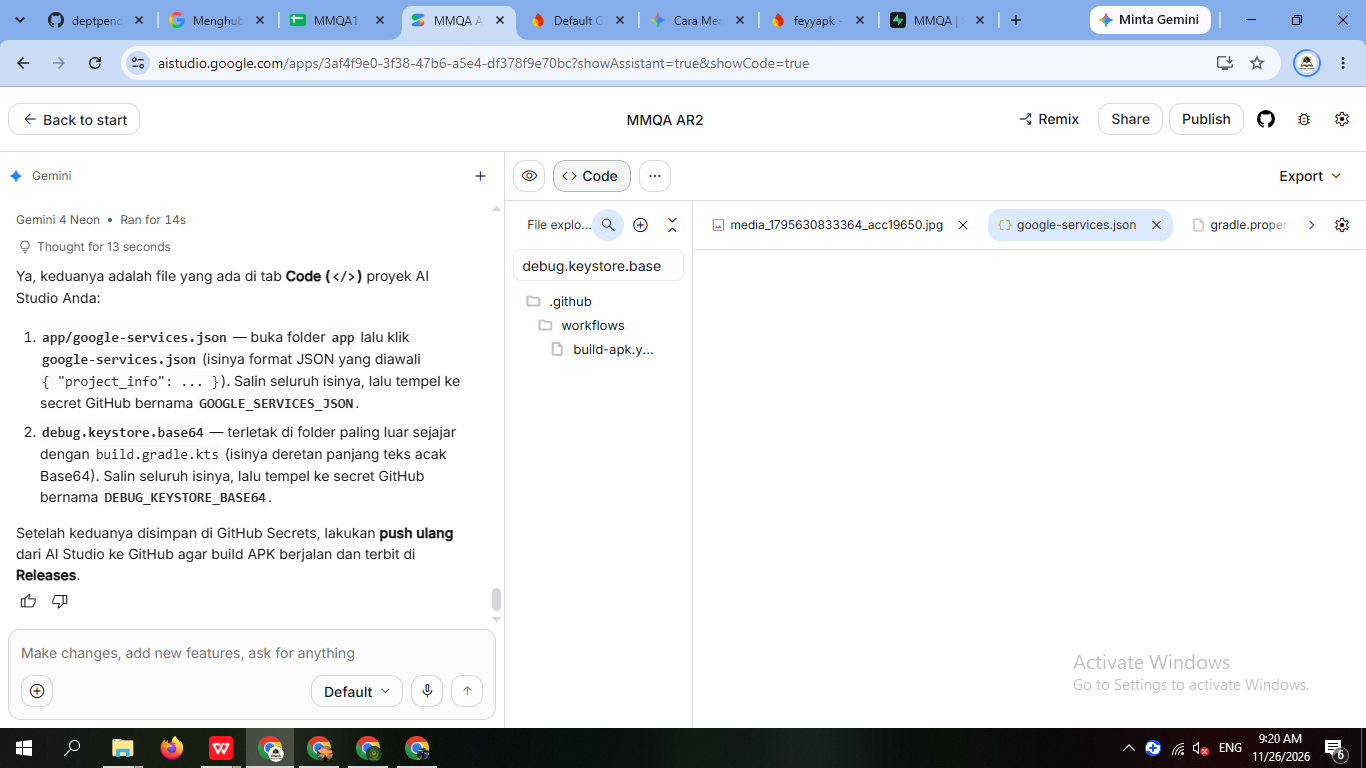 deptpenc
Menghub
MMQA1
MMQA A
Default G
Cara Mer
feyyapk -
MMQA |
Minta Gemini
aistudio.google.com/apps/3af4f9e0-3f38-47b6-a5e4-df378f9e70bc?showAssistant=true&showCode=true
Back to start
MMQA AR2
Remix
Share
Publish
Gemini
Code
Export
Gemini 4 Neon • Ran for 14s
Thought for 13 seconds
Ya, keduanya adalah file yang ada di tab Code (</>) proyek AI
Studio Anda:
1. app/google-services.json — buka folder app lalu klik
google-services.json (isinya format JSON yang diawali
{ "project_info": ... }). Salin seluruh isinya, lalu tempel ke
secret GitHub bernama GOOGLE_SERVICES_JSON.
2. debug.keystore.base64 — terletak di folder paling luar sejajar
dengan build.gradle.kts (isinya deretan panjang teks acak
Base64). Salin seluruh isinya, lalu tempel ke secret GitHub
bernama DEBUG_KEYSTORE_BASE64.
Setelah keduanya disimpan di GitHub Secrets, lakukan push ulang
dari AI Studio ke GitHub agar build APK berjalan dan terbit di
Releases.
Make changes, add new features, ask for anything
Default
File explo...
debug.keystore.base
.github
workflows
build-apk.y...
media_1795630833364_acc19650.jpg
{} google-services.json
gradle.proper
Activate Windows
Go to Settings to activate Windows.
ENG
9:20 AM
11/26/2026
6